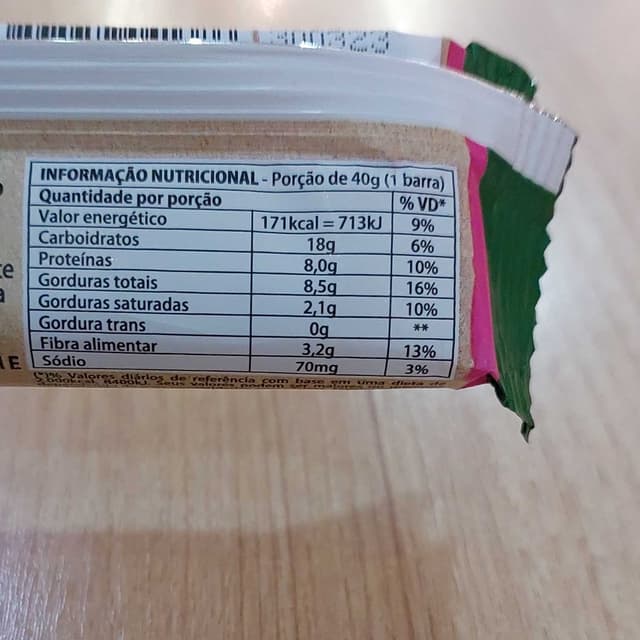 INFORMAÇÃO NUTRICIONAL - Porção de 40g (1 barra)
Quantidade por porção % VD*
Valor energético 171kcal = 713kJ 9%
Carboidratos 18g 6%
Proteínas 8,0g 10%
Gorduras totais 8,5g 16%
Gorduras saturadas 2,1g 10%
Gordura trans 0g **
Fibra alimentar 3,2g 13%
Sódio 70mg 3%
(*)% Valores diários de referência com base em uma dieta de
Seus valores podem ser